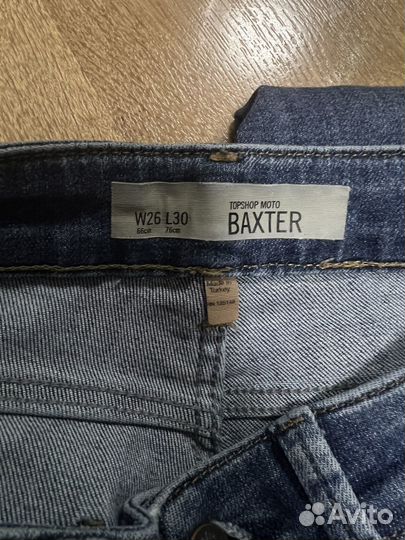 TOPSHOP MOTO
W26 L30 BAXTER
66cm 76cm
Made in
Turkey
Avito